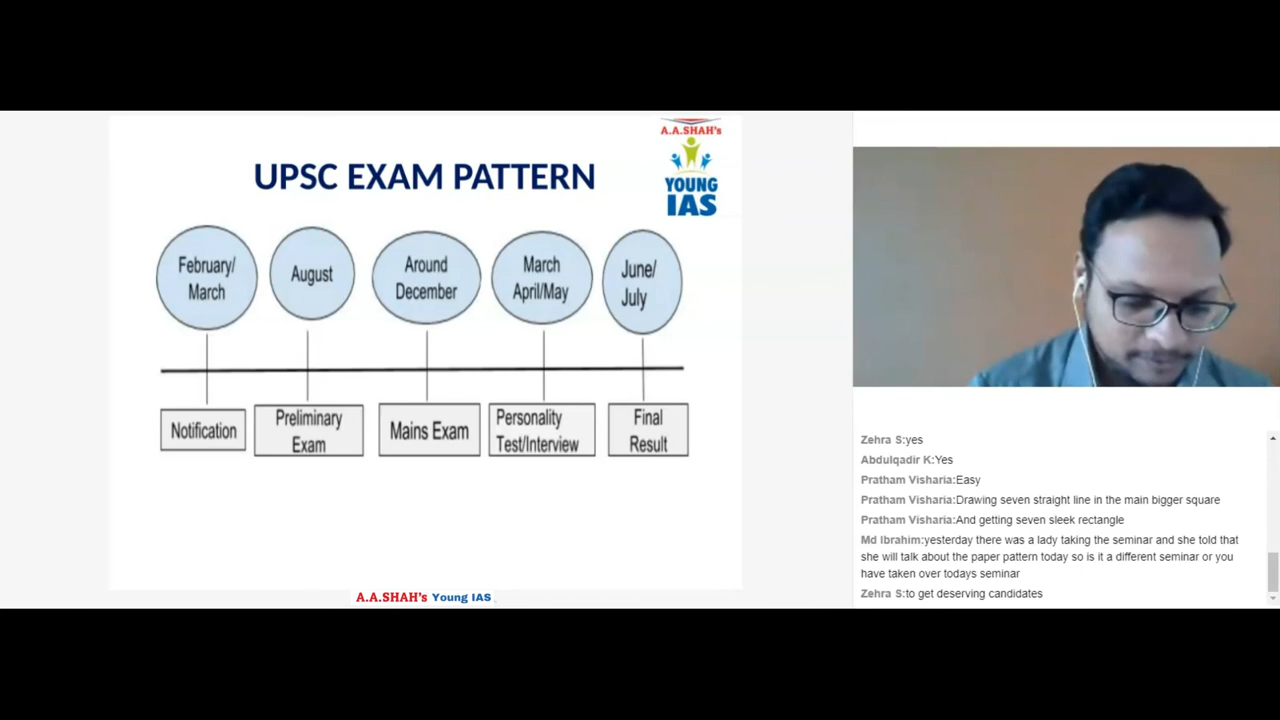 A.A.SHAH's
YOUNG
IAS
UPSC EXAM PATTERN
February/
March
August
Around
December
March
April/May
June/
July
Notification
Preliminary
Exam
Mains Exam
Personality
Test/Interview
Final
Result
A.A.SHAH's Young IAS
Zehra S:yes
Abdulqadir K:Yes
Pratham Visharia:Easy
Pratham Visharia:Drawing seven straight line in the main bigger square
Pratham Visharia:And getting seven sleek rectangle
Md Ibrahim:yesterday there was a lady taking the seminar and she told that
she will talk about the paper pattern today so is it a different seminar or you
have taken over todays seminar
Zehra S:to get deserving candidates